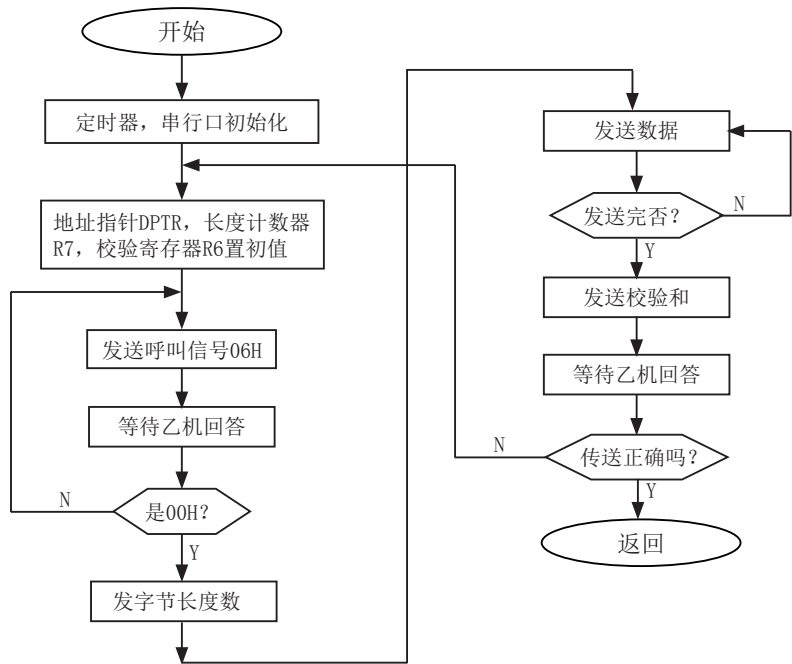 开始
定时器，串行口初始化
地址指针DPTR，长度计数器
R7，校验寄存器R6置初值
发送呼叫信号06H
等待乙机回答
是00H？
N
Y
发字节长度数
发送数据
发送完否？
N
Y
发送校验和
等待乙机回答
传送正确吗？
N
Y
返回